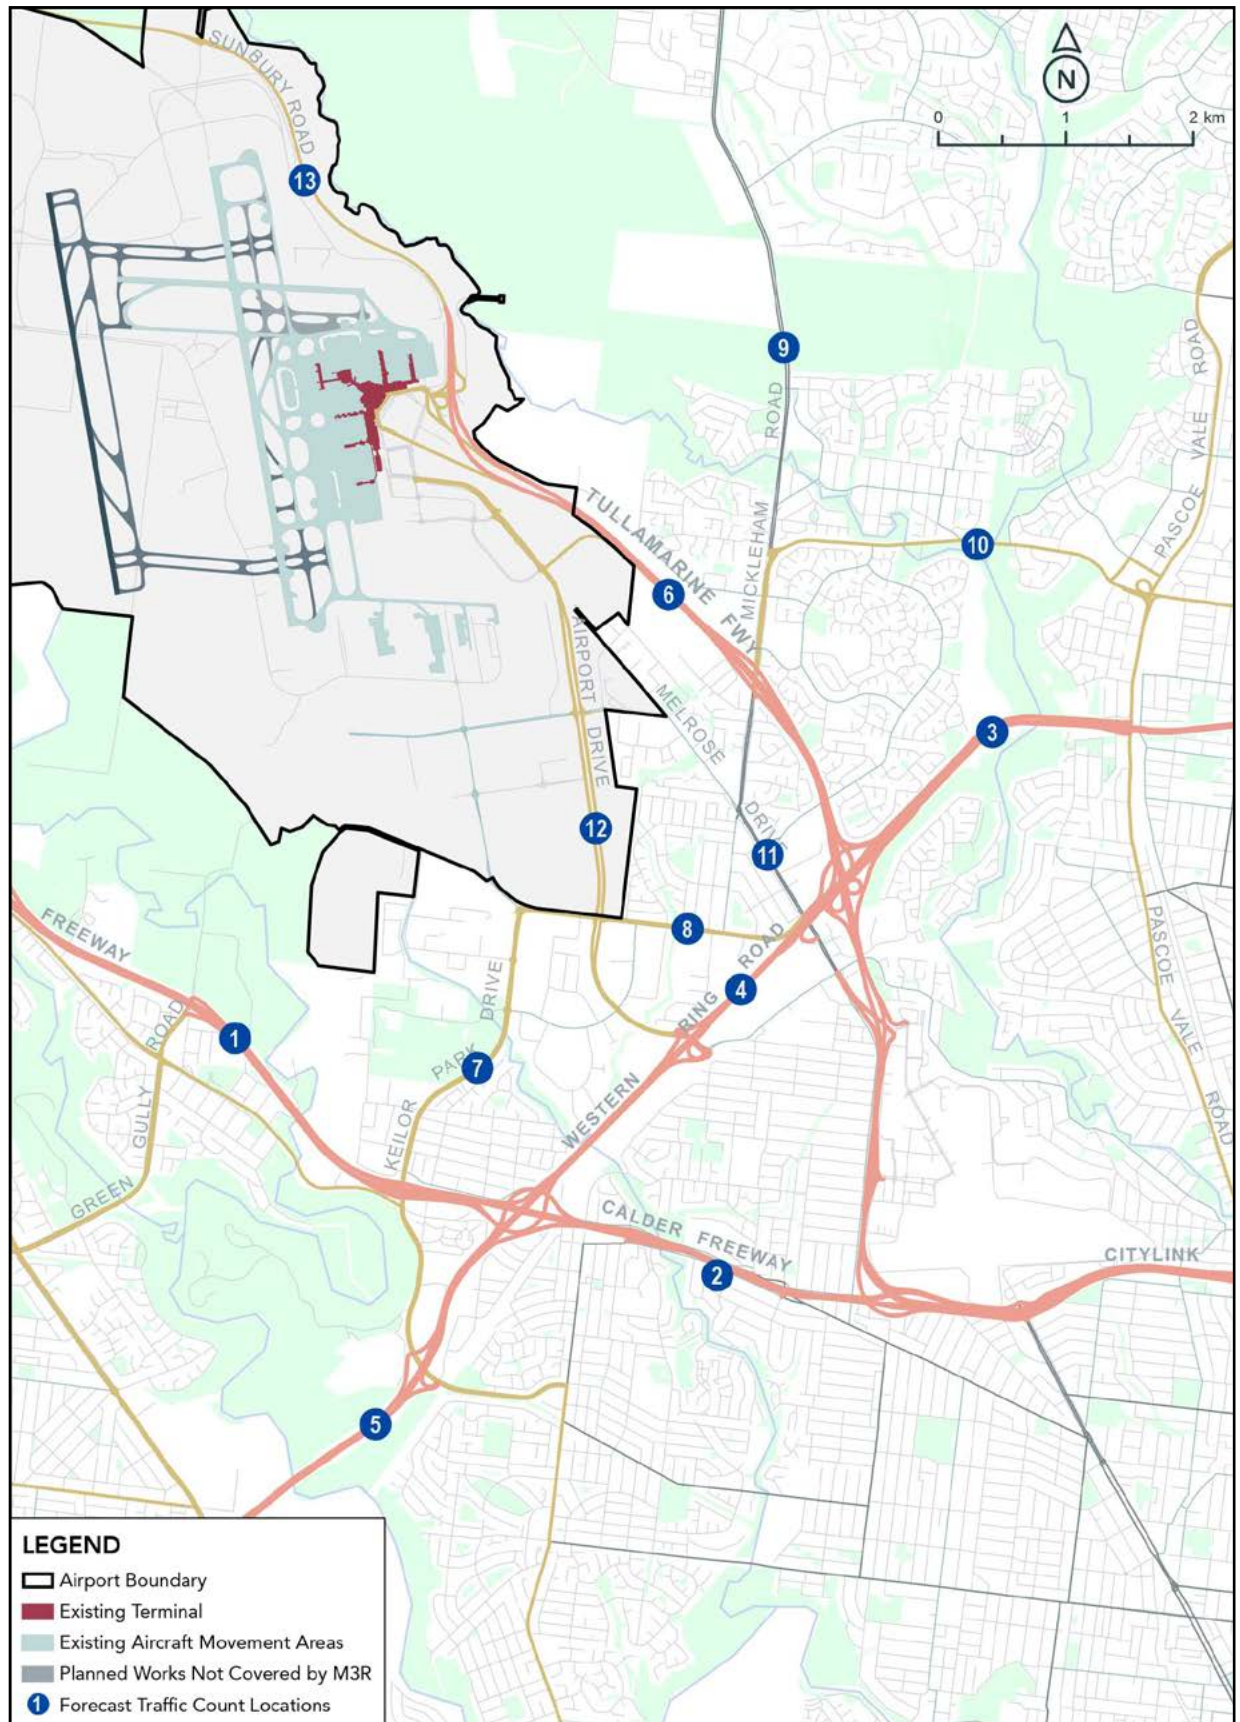 SUNBURY ROAD
N
0 1 2 km
13
9
MICKLEHAM ROAD
PASCOE VALE ROAD
10
TULLAMARINE FWY
6
AIRPORT DRIVE
MELROSE DRIVE
3
12
11
8
FREEWAY
4
WESTERN RING ROAD
PASCOE VALE ROAD
1
7
KEILOR PARK DRIVE
GREEN GULLY ROAD
CALDER FREEWAY
2
CITYLINK
5
LEGEND
Airport Boundary
Existing Terminal
Existing Aircraft Movement Areas
Planned Works Not Covered by M3R
1 Forecast Traffic Count Locations